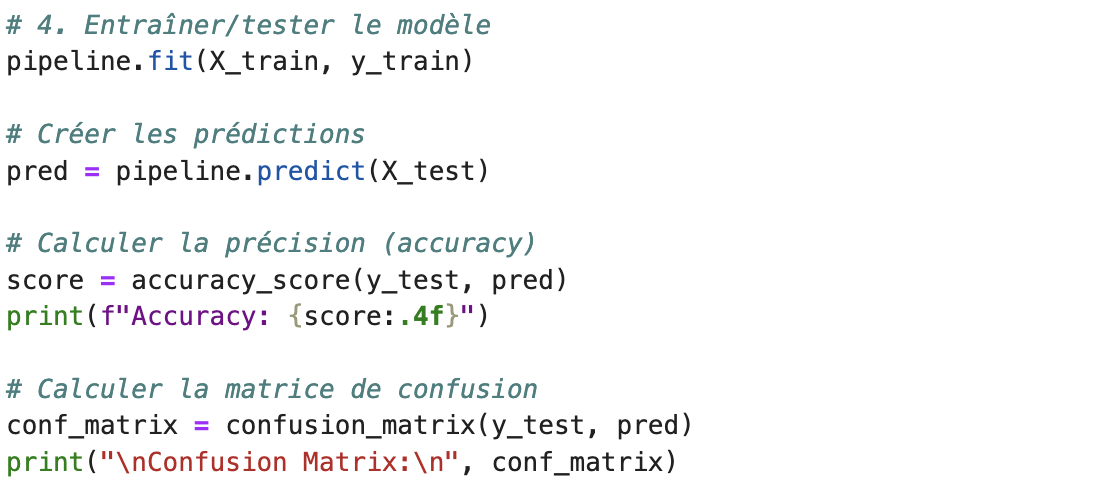 # 4. Entraîner/tester le modèle
pipeline.fit(X_train, y_train)
# Créer les prédictions
pred = pipeline.predict(X_test)
# Calculer la précision (accuracy)
score = accuracy_score(y_test, pred)
print(f"Accuracy: {score:.4f}")
# Calculer la matrice de confusion
conf_matrix = confusion_matrix(y_test, pred)
print("\nConfusion Matrix:\n", conf_matrix)